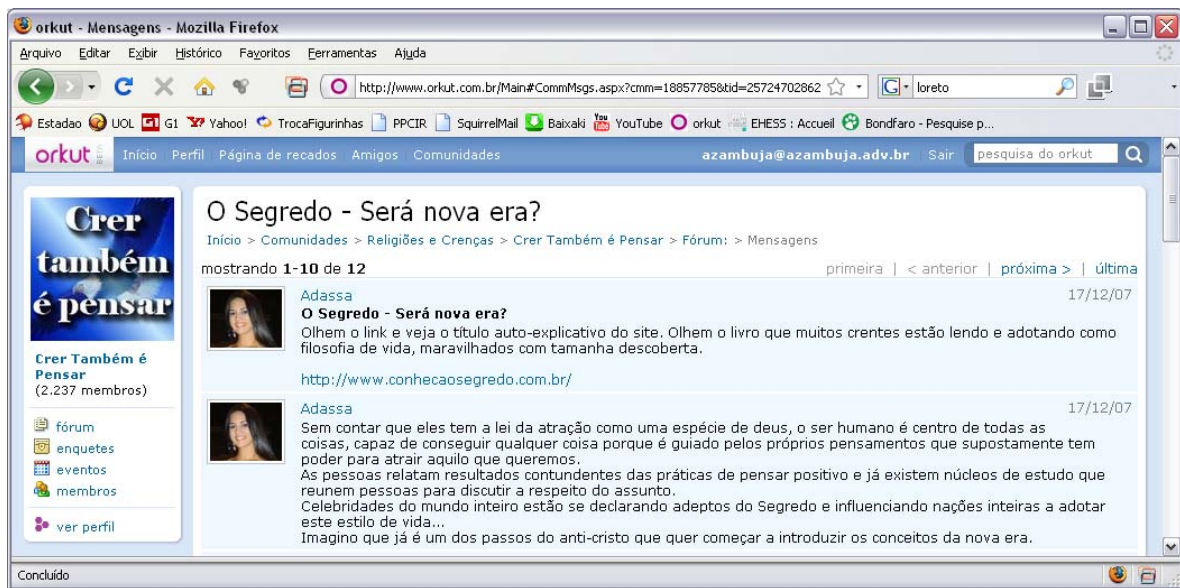 orkut - Mensagens - Mozilla Firefox
Arquivo Editar Exibir Histórico Favoritos Ferramentas Ajuda
http://www.orkut.com.br/Main#CommMsgs.aspx?cmm=18857785&tid=25724702862
G loreto
Estadao UOL G1 Yahoo! TrocaFigurinhas PPCIR SquirrelMail Baixaki YouTube orkut EHESS : Accueil Bondfaro - Pesquise p...
orkut Início Perfil Página de recados Amigos Comunidades azambuja@azambuja.adv.br Sair pesquisa do orkut
Crer
também
é pensar
Crer Também é
Pensar
(2.237 membros)
fórum
enquetes
eventos
membros
ver perfil
O Segredo - Será nova era?
Início > Comunidades > Religiões e Crenças > Crer Também é Pensar > Fórum: > Mensagens
mostrando 1-10 de 12 primeira | < anterior | próxima > | última
Adassa 17/12/07
O Segredo - Será nova era?
Olhem o link e veja o título auto-explicativo do site. Olhem o livro que muitos crentes estão lendo e adotando como
filosofia de vida, maravilhados com tamanha descoberta.
http://www.conhecaosegredo.com.br/
Adassa 17/12/07
Sem contar que eles tem a lei da atração como uma espécie de deus, o ser humano é centro de todas as
coisas, capaz de conseguir qualquer coisa porque é guiado pelos próprios pensamentos que supostamente tem
poder para atrair aquilo que queremos.
As pessoas relatam resultados contundentes das práticas de pensar positivo e já existem núcleos de estudo que
reunem pessoas para discutir a respeito do assunto.
Celebridades do mundo inteiro estão se declarando adeptos do Segredo e influenciando nações inteiras a adotar
este estilo de vida...
Imagino que já é um dos passos do anti-cristo que quer começar a introduzir os conceitos da nova era.
Concluído